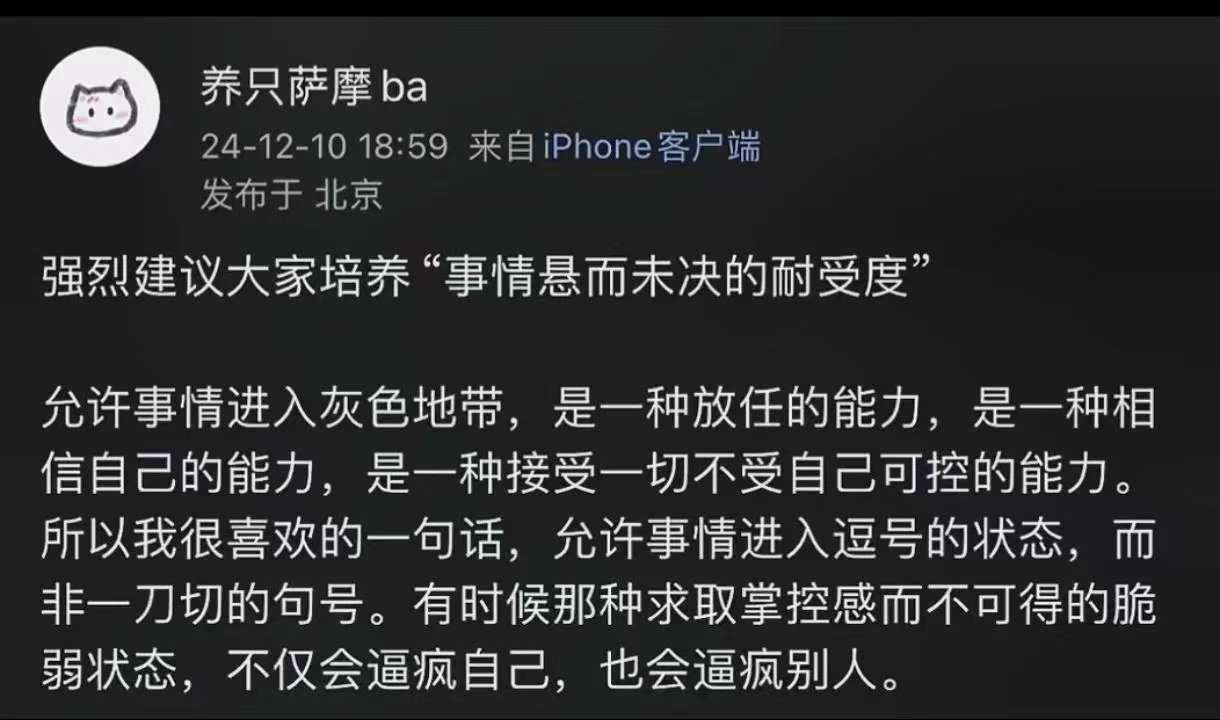 养只萨摩ba
24-12-10 18:59 来自iPhone客户端
发布于 北京
强烈建议大家培养“事情悬而未决的耐受度”
允许事情进入灰色地带，是一种放任的能力，是一种相
信自己的能力，是一种接受一切不受自己可控的能力。
所以我很喜欢的一句话，允许事情进入逗号的状态，而
非一刀切的句号。有时候那种求取掌控感而不可得的脆
弱状态，不仅会逼疯自己，也会逼疯别人。